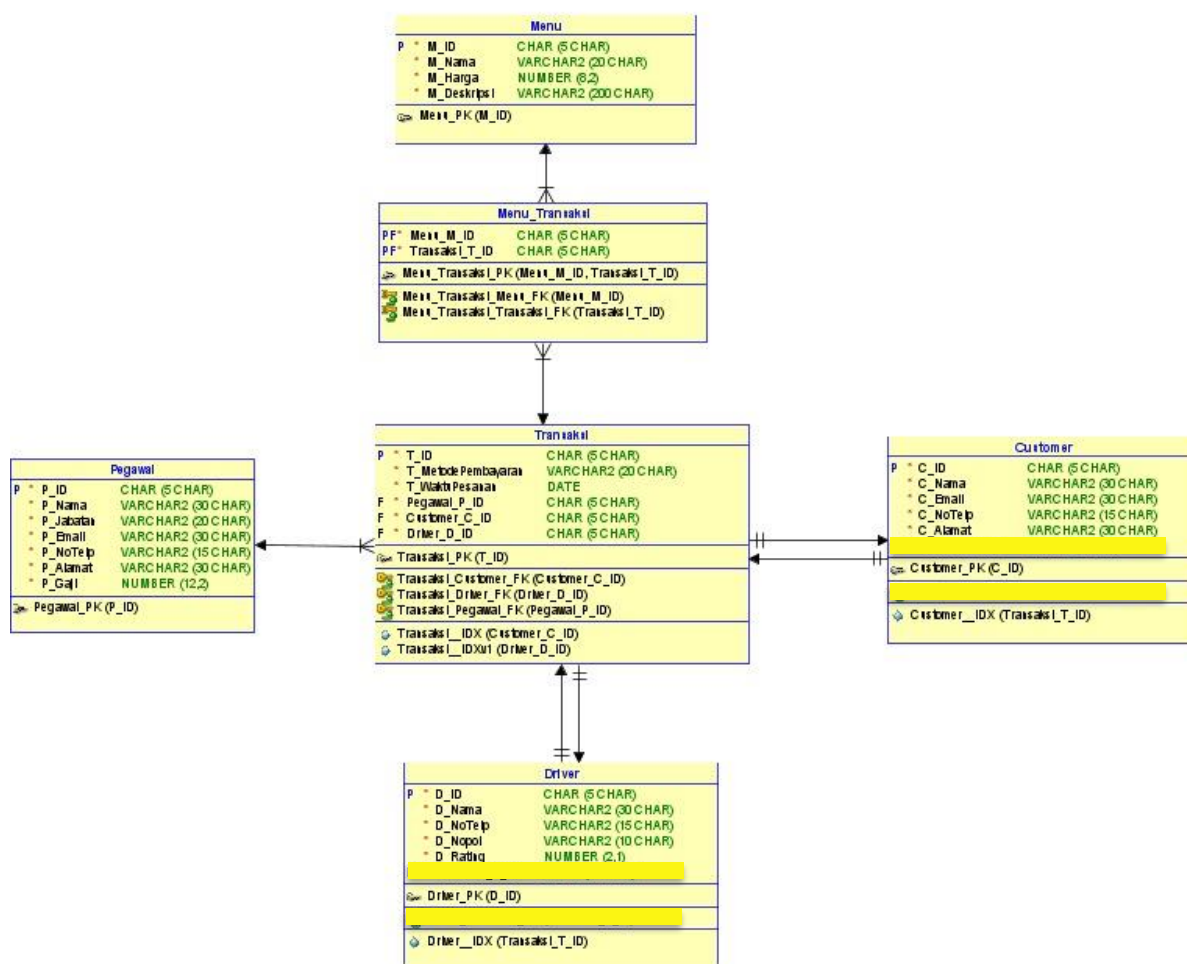 Menu
P * M_ID CHAR (5 CHAR)
* M_Nama VARCHAR2 (20 CHAR)
* M_Harga NUMBER (8,2)
* M_Deskripsi VARCHAR2 (200 CHAR)
Menu_PK (M_ID)
Menu_Transaksi
PF* Menu_M_ID CHAR (5 CHAR)
PF* Transaksi_T_ID CHAR (5 CHAR)
Menu_Transaksi_PK (Menu_M_ID, Transaksi_T_ID)
Menu_Transaksi_Menu_FK (Menu_M_ID)
Menu_Transaksi_Transaksi_FK (Transaksi_T_ID)
Pegawai
P * P_ID CHAR (5 CHAR)
* P_Nama VARCHAR2 (30 CHAR)
* P_Jabatan VARCHAR2 (20 CHAR)
* P_Email VARCHAR2 (30 CHAR)
* P_NoTelp VARCHAR2 (15 CHAR)
* P_Alamat VARCHAR2 (30 CHAR)
* P_Gaji NUMBER (12,2)
Pegawai_PK (P_ID)
Transaksi
P * T_ID CHAR (5 CHAR)
* T_MetodePembayaran VARCHAR2 (20 CHAR)
* T_WaktuPesanan DATE
F * Pegawai_P_ID CHAR (5 CHAR)
F * Customer_C_ID CHAR (5 CHAR)
F * Driver_D_ID CHAR (5 CHAR)
Transaksi_PK (T_ID)
Transaksi_Customer_FK (Customer_C_ID)
Transaksi_Driver_FK (Driver_D_ID)
Transaksi_Pegawai_FK (Pegawai_P_ID)
Transaksi__IDX (Customer_C_ID)
Transaksi__IDXv1 (Driver_D_ID)
Customer
P * C_ID CHAR (5 CHAR)
* C_Nama VARCHAR2 (30 CHAR)
* C_Email VARCHAR2 (30 CHAR)
* C_NoTelp VARCHAR2 (15 CHAR)
* C_Alamat VARCHAR2 (30 CHAR)
Customer_PK (C_ID)
Customer__IDX (Transaksi_T_ID)
Driver
P * D_ID CHAR (5 CHAR)
* D_Nama VARCHAR2 (30 CHAR)
* D_NoTelp VARCHAR2 (15 CHAR)
* D_Nopol VARCHAR2 (10 CHAR)
* D_Rating NUMBER (2,1)
Driver_PK (D_ID)
Driver__IDX (Transaksi_T_ID)